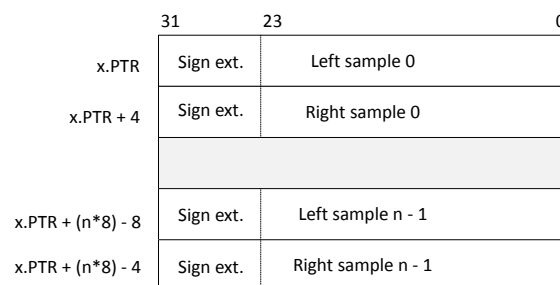 31 23 0
x.PTR Sign ext. Left sample 0
x.PTR + 4 Sign ext. Right sample 0
x.PTR + (n*8) - 8 Sign ext. Left sample n - 1
x.PTR + (n*8) - 4 Sign ext. Right sample n - 1